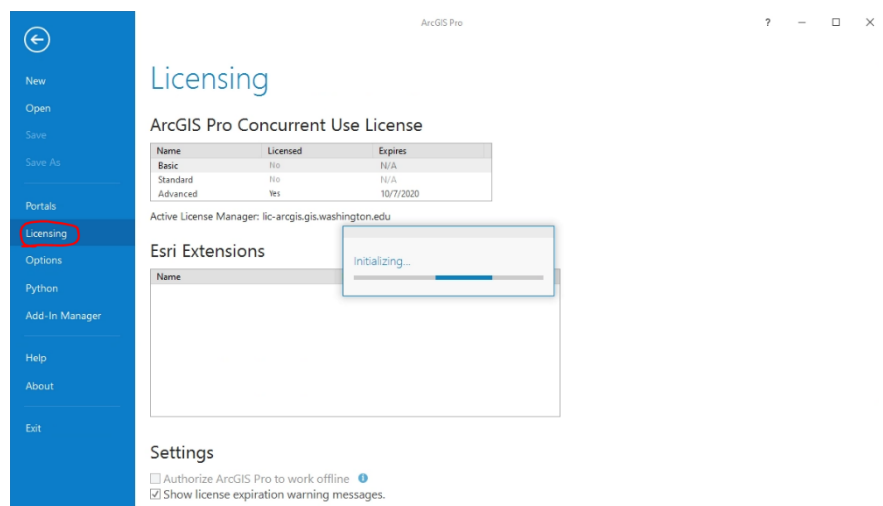 ArcGIS Pro
?
New
Open
Save
Save As
Portals
Licensing
Options
Python
Add-In Manager
Help
About
Exit
Licensing
ArcGIS Pro Concurrent Use License
Name Licensed Expires
Basic No N/A
Standard No N/A
Advanced Yes 10/7/2020
Active License Manager: lic-arcgis.gis.washington.edu
Esri Extensions
Name
Initializing...
Settings
Authorize ArcGIS Pro to work offline
Show license expiration warning messages.